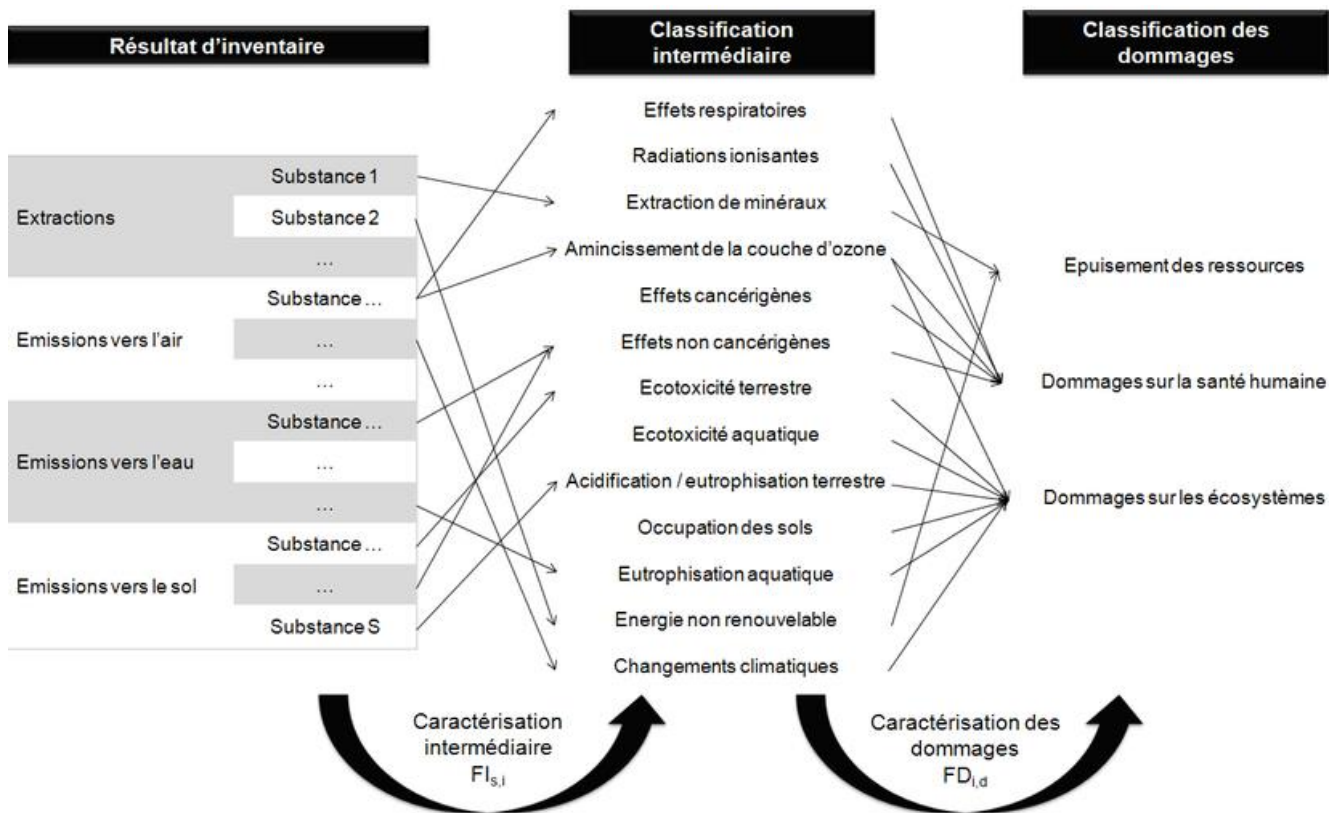 Résultat d’inventaire
Classification
intermédiaire
Classification des
dommages
Extractions
Substance 1
Substance 2
…
Emissions vers l’air
Substance …
…
…
Emissions vers l’eau
Substance …
…
…
Emissions vers le sol
Substance …
…
Substance S
Effets respiratoires
Radiations ionisantes
Extraction de minéraux
Amincissement de la couche d’ozone
Effets cancérigènes
Effets non cancérigènes
Ecotoxicité terrestre
Ecotoxicité aquatique
Acidification / eutrophisation terrestre
Occupation des sols
Eutrophisation aquatique
Energie non renouvelable
Changements climatiques
Epuisement des ressources
Dommages sur la santé humaine
Dommages sur les écosystèmes
Caractérisation
intermédiaire
FIs,i
Caractérisation des
dommages
FDi,d